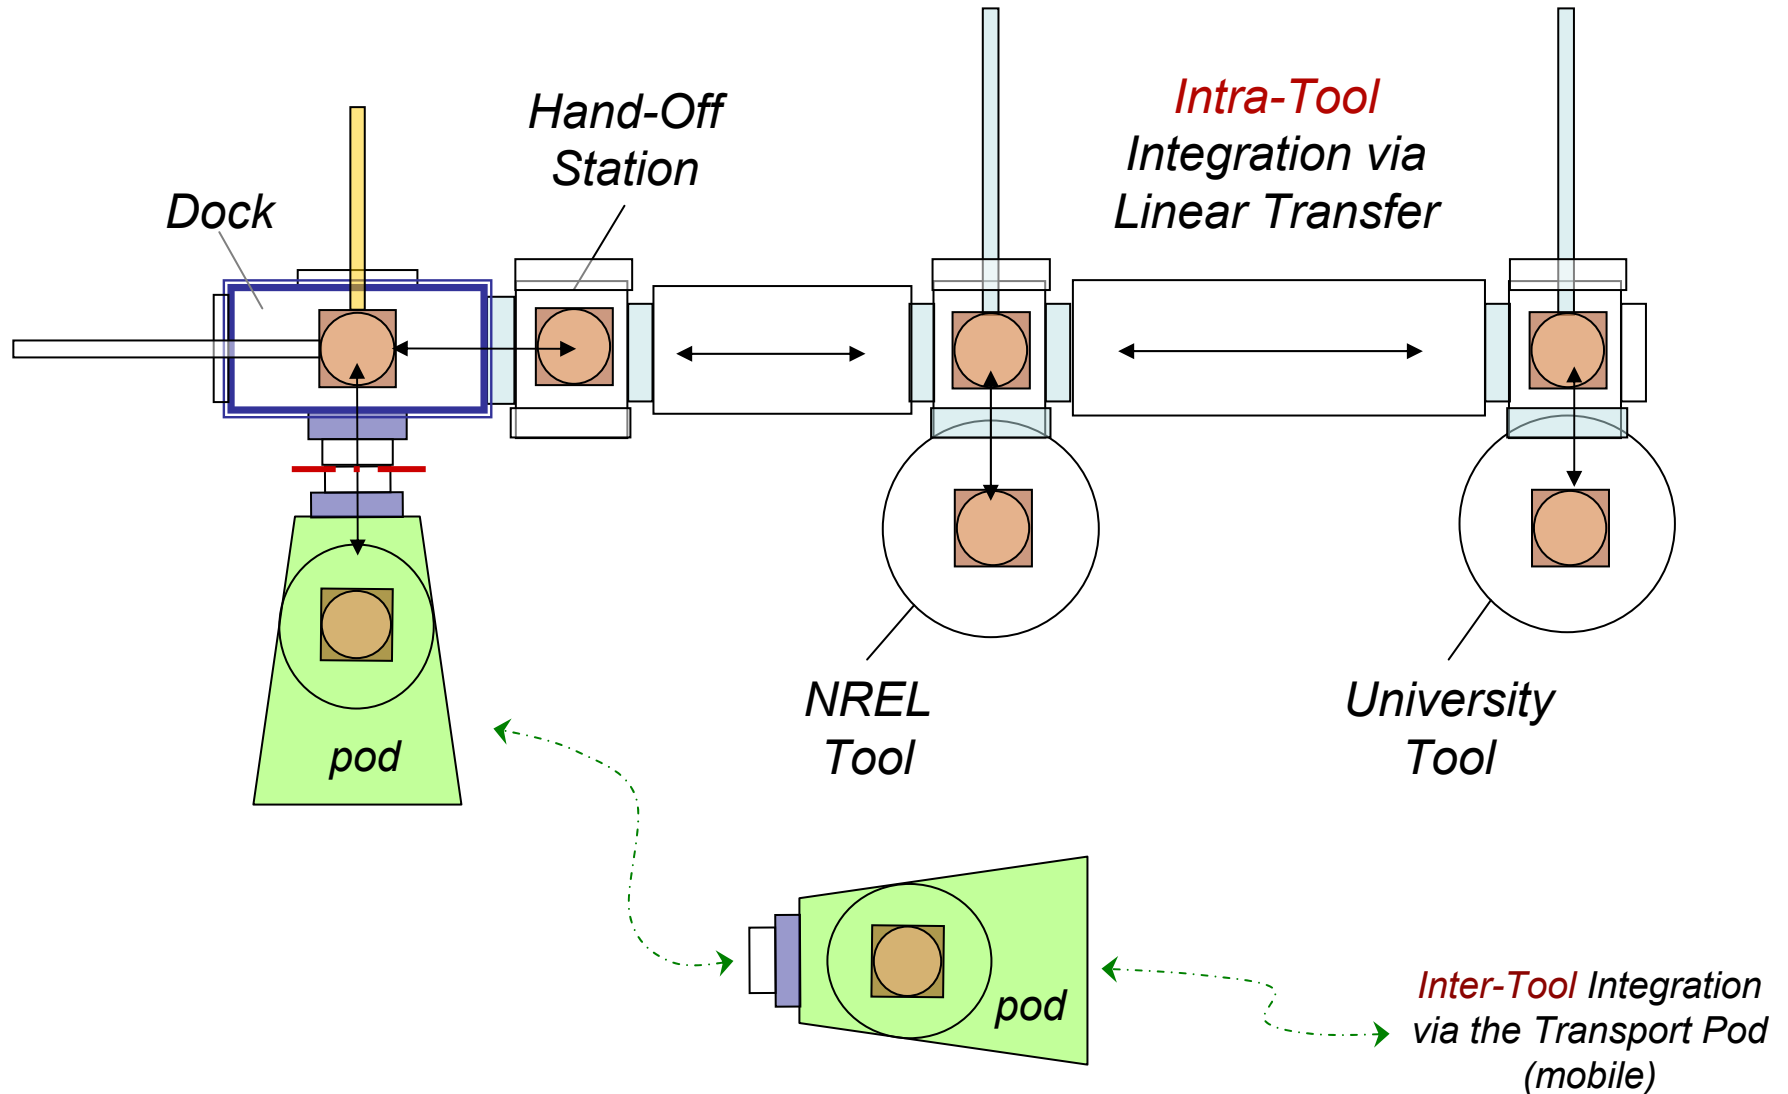 Hand-Off
Station
Dock
Intra-Tool
Integration via
Linear Transfer
NREL
Tool
University
Tool
pod
pod
Inter-Tool Integration
via the Transport Pod
(mobile)